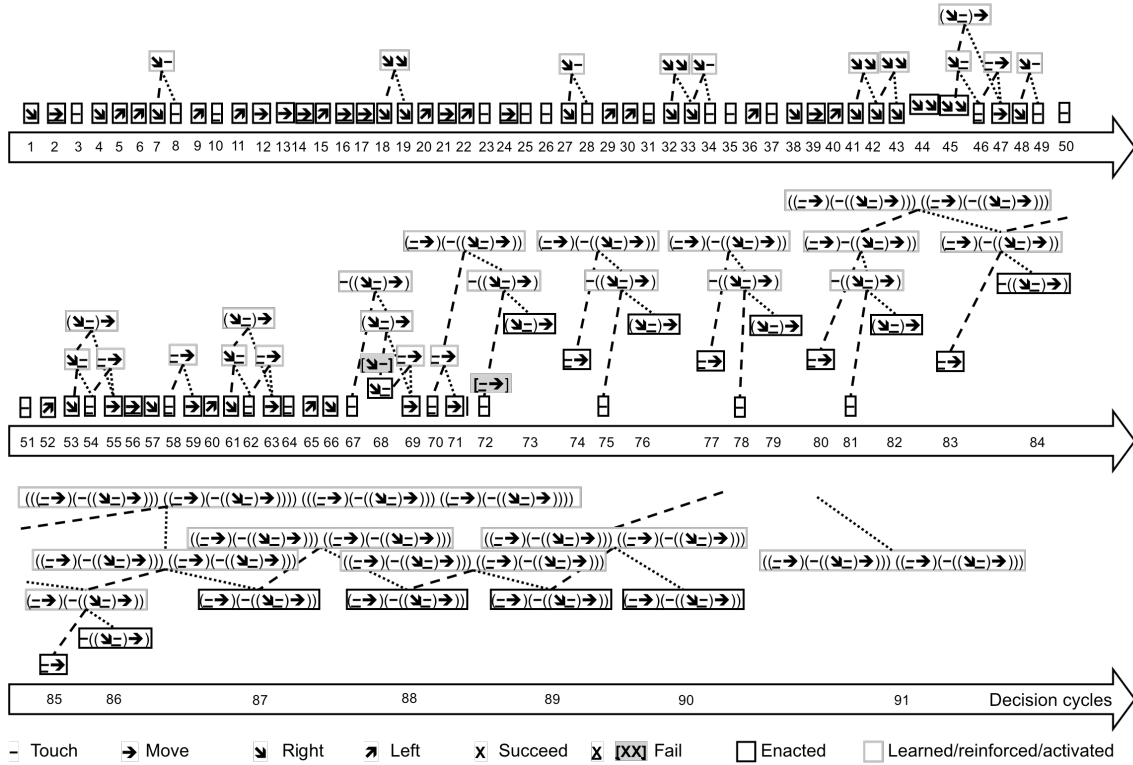 1 2 3 4 5 6 7 8 9 10 11 12 13 14 15 16 17 18 19 20 21 22 23 24 25 26 27 28 29 30 31 32 33 34 35 36 37 38 39 40 41 42 43 44 45 46 47 48 49 50
51 52 53 54 55 56 57 58 59 60 61 62 63 64 65 66 67 68 69 70 71 72 73 74 75 76 77 78 79 80 81 82 83 84
85 86 87 88 89 90 91 Decision cycles
– Touch ➔ Move ➘ Right ➚ Left X Succeed X [XX] Fail Enacted Learned/reinforced/activated